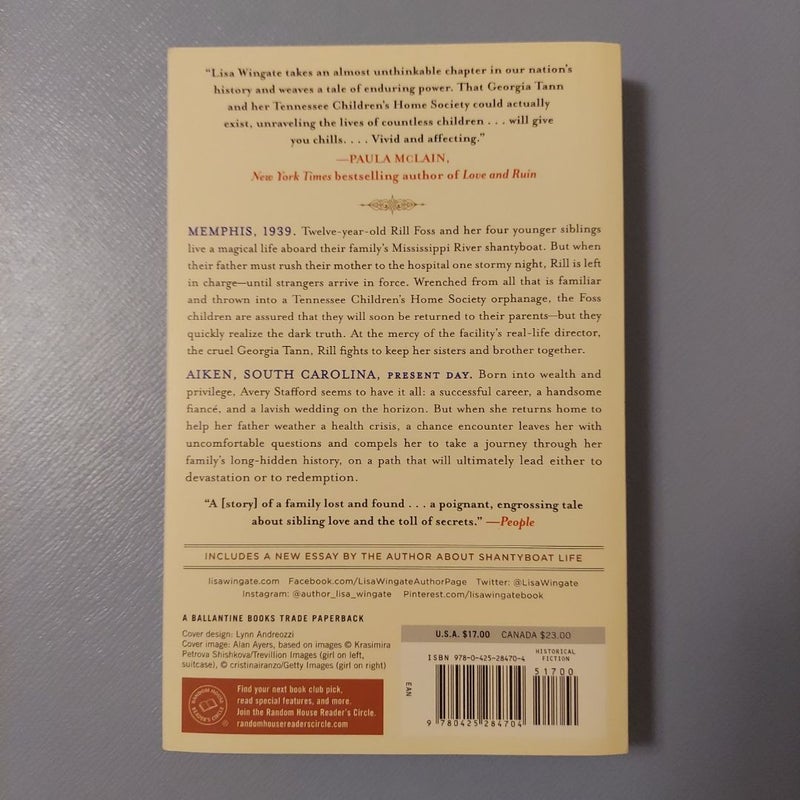 “Lisa Wingate takes an almost unthinkable chapter in our nation’s
history and weaves a tale of enduring power. That Georgia Tann
and her Tennessee Children’s Home Society could actually
exist, unraveling the lives of countless children . . . will give
you chills. . . . Vivid and affecting.”
—PAULA MCLAIN,
New York Times bestselling author of Love and Ruin
MEMPHIS, 1939. Twelve-year-old Rill Foss and her four younger siblings
live a magical life aboard their family’s Mississippi River shantyboat. But when
their father must rush their mother to the hospital one stormy night, Rill is left
in charge—until strangers arrive in force. Wrenched from all that is familiar
and thrown into a Tennessee Children’s Home Society orphanage, the Foss
children are assured that they will soon be returned to their parents—but they
quickly realize the dark truth. At the mercy of the facility’s real-life director,
the cruel Georgia Tann, Rill fights to keep her sisters and brother together.
AIKEN, SOUTH CAROLINA, PRESENT DAY. Born into wealth and
privilege, Avery Stafford seems to have it all: a successful career, a handsome
fiancé, and a lavish wedding on the horizon. But when she returns home to
help her father weather a health crisis, a chance encounter leaves her with
uncomfortable questions and compels her to take a journey through her
family’s long-hidden history, on a path that will ultimately lead either to
devastation or to redemption.
“A [story] of a family lost and found . . . a poignant, engrossing tale
about sibling love and the toll of secrets.” —People
INCLUDES A NEW ESSAY BY THE AUTHOR ABOUT SHANTYBOAT LIFE
lisawingate.com Facebook.com/LisaWingateAuthorPage Twitter: @LisaWingate
Instagram: @author_lisa_wingate Pinterest.com/lisawingatebook
A BALLANTINE BOOKS TRADE PAPERBACK
Cover design: Lynn Andreozzi
Cover image: Alan Ayers, based on images © Krasimira
Petrova Shishkova/Trevillion Images (girl on left,
suitcase), © cristinairanzo/Getty Images (girl on right)
RANDOM HOUSE READER'S CIRCLE
Find your next book club pick,
read special features, and more.
Join the Random House Reader’s Circle.
randomhousereaderscircle.com
U.S.A. $17.00 CANADA $23.00
ISBN 978-0-425-28470-4
HISTORICAL
FICTION
51700
EAN
9 780425 284704